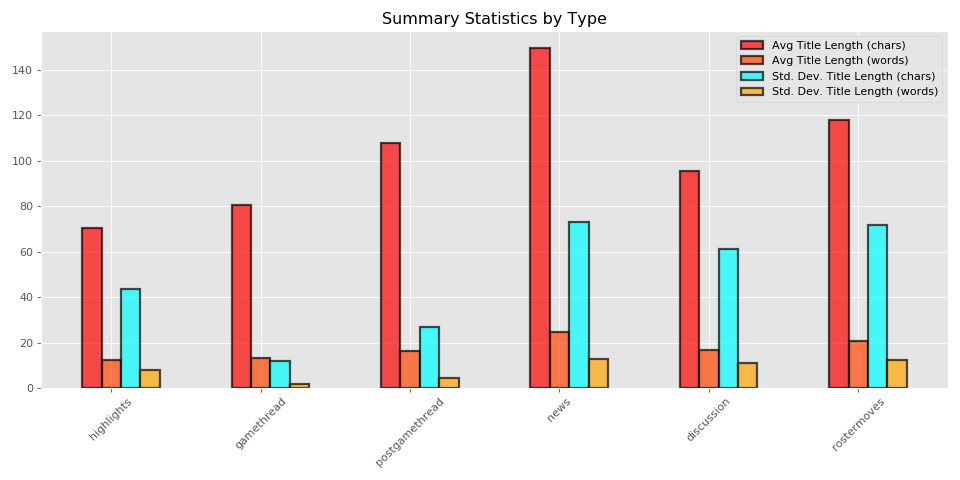 Summary Statistics by Type
Avg Title Length (chars)
Avg Title Length (words)
Std. Dev. Title Length (chars)
Std. Dev. Title Length (words)
140
120
100
80
60
40
20
0
highlights
gamethread
postgamethread
news
discussion
rostermoves